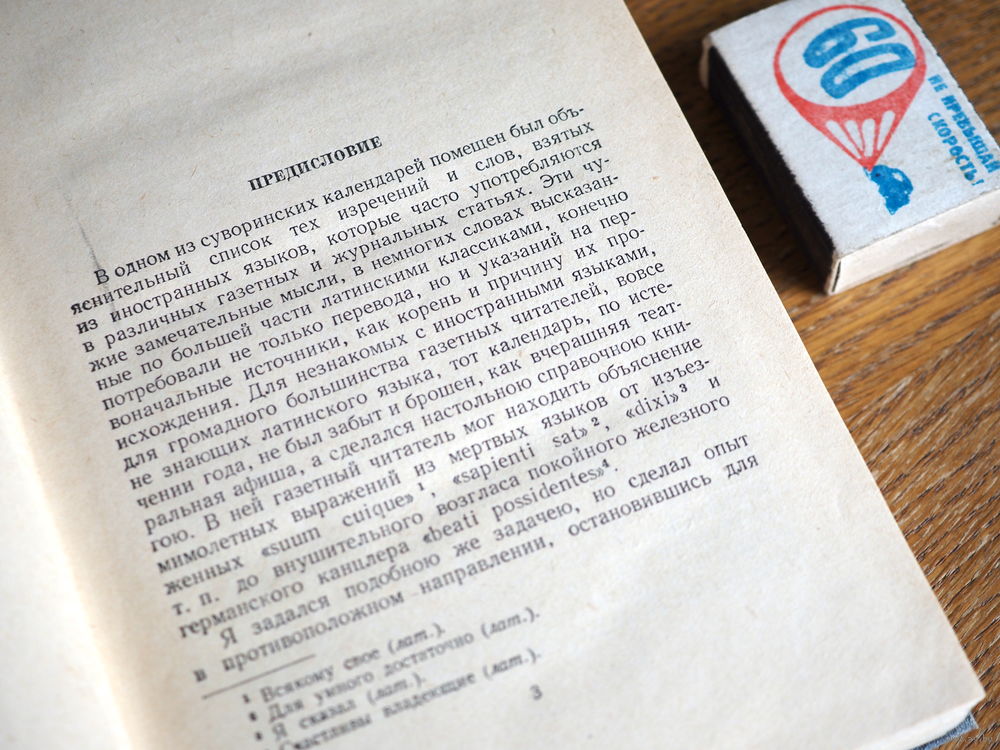 ПРЕДИСЛОВИЕ
В одном из суворинских календарей помещен был объ-
яснительный список тех изречений и слов, взятых
из иностранных языков, которые часто употребляются
в различных газетных и журнальных статьях. Эти чу-
жие замечательные мысли, в немногих словах высказан-
ные по большей части латинскими классиками, конечно
потребовали не только перевода, но и указаний на пер-
воначальные источники, как корень и причину их про-
исхождения. Для незнакомых с иностранными языками,
для громадного большинства газетных читателей, вовсе
не знающих латинского языка, тот календарь, по исте-
чении года, не был забыт и брошен, как вчерашняя теат-
ральная афиша, а сделался настольною справочною кни-
гою. В ней газетный читатель мог находить объяснение
мимолетных выражений из мертвых языков от изъез-
женных «suum cuique»¹, «sapienti sat»², «dixi»³ и
т. п. до внушительного возгласа покойного железного
германского канцлера «beati possidentes»⁴.
Я задался подобною же задачею, но сделал опыт
в противоположном направлении, остановившись для
¹ Всякому свое (лат.).
² Для умного достаточно (лат.).
³ Я сказал (лат.).
⁴ Счастливы владеющие (лат.).
3
60
НЕ ПРЕВЫШАЙ
СКОРОСТЬ!